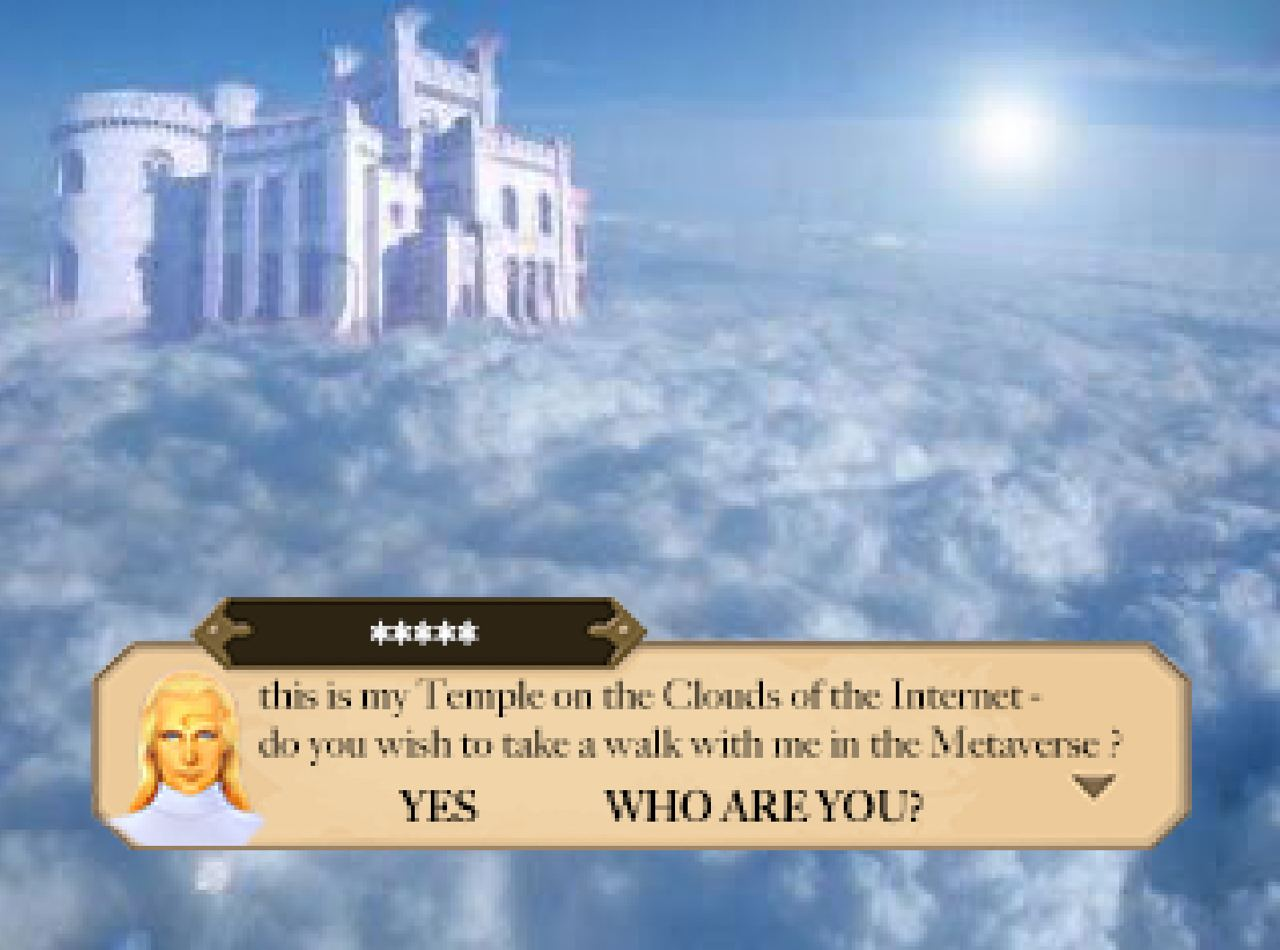 *****
this is my Temple on the Clouds of the Internet -
do you wish to take a walk with me in the Metaverse ?
YES WHO ARE YOU?